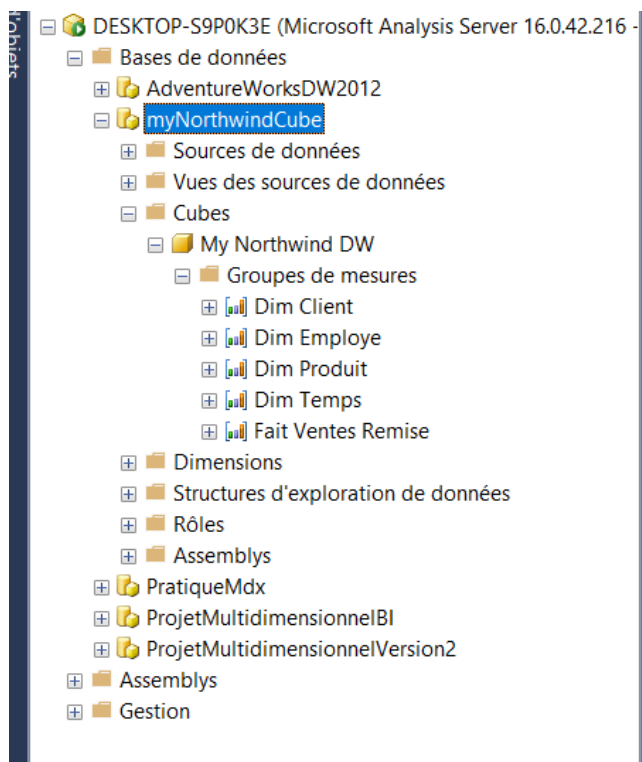 d'objets
DESKTOP-S9P0K3E (Microsoft Analysis Server 16.0.42.216 -
Bases de données
AdventureWorksDW2012
myNorthwindCube
Sources de données
Vues des sources de données
Cubes
My Northwind DW
Groupes de mesures
Dim Client
Dim Employe
Dim Produit
Dim Temps
Fait Ventes Remise
Dimensions
Structures d'exploration de données
Rôles
Assemblys
PratiqueMdx
ProjetMultidimensionnelBI
ProjetMultidimensionnelVersion2
Assemblys
Gestion